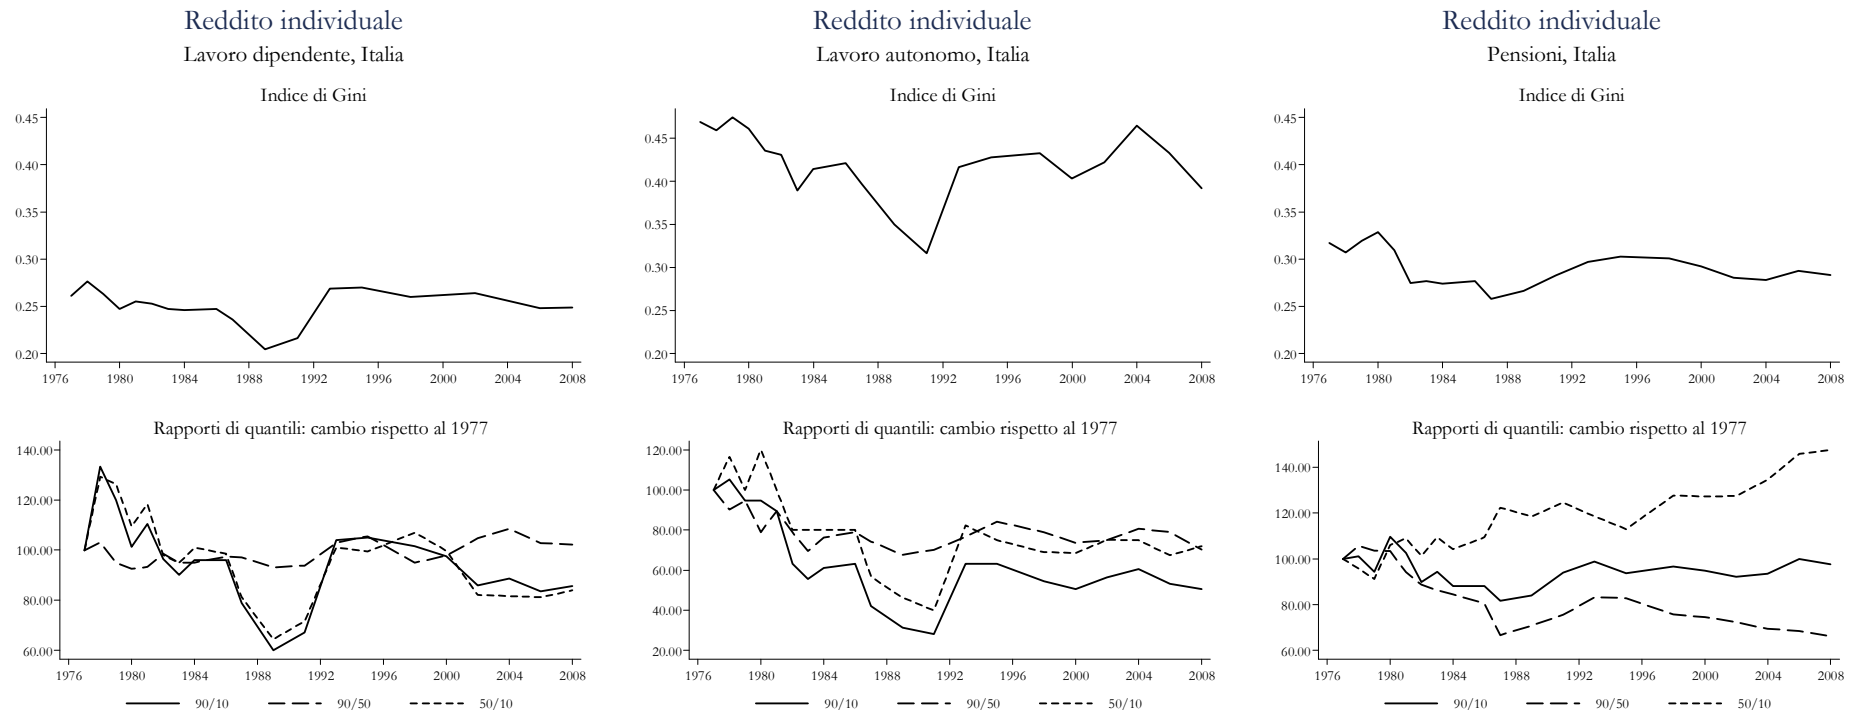 Reddito individuale
Lavoro dipendente, Italia
Indice di Gini
0.45
0.40
0.35
0.30
0.25
0.20
1976 1980 1984 1988 1992 1996 2000 2004 2008
Rapporti di quantili: cambio rispetto al 1977
140.00
120.00
100.00
80.00
60.00
1976 1980 1984 1988 1992 1996 2000 2004 2008
90/10 90/50 50/10
Reddito individuale
Lavoro autonomo, Italia
Indice di Gini
0.45
0.40
0.35
0.30
0.25
0.20
1976 1980 1984 1988 1992 1996 2000 2004 2008
Rapporti di quantili: cambio rispetto al 1977
120.00
100.00
80.00
60.00
40.00
20.00
1976 1980 1984 1988 1992 1996 2000 2004 2008
90/10 90/50 50/10
Reddito individuale
Pensioni, Italia
Indice di Gini
0.45
0.40
0.35
0.30
0.25
0.20
1976 1980 1984 1988 1992 1996 2000 2004 2008
Rapporti di quantili: cambio rispetto al 1977
140.00
120.00
100.00
80.00
60.00
1976 1980 1984 1988 1992 1996 2000 2004 2008
90/10 90/50 50/10